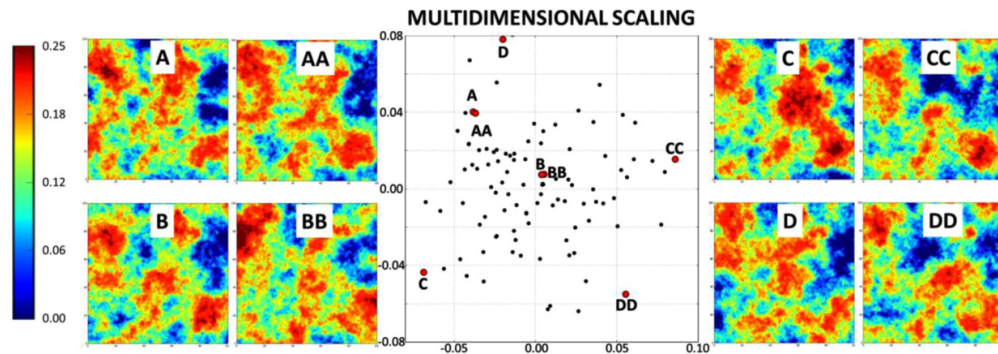 MULTIDIMENSIONAL SCALING
0.25
0.18
0.12
0.06
0.00
A
AA
B
BB
0.08
0.04
0.00
-0.04
-0.08
-0.05
0.00
0.05
0.10
D
A
AA
B
BB
CC
C
DD
C
CC
D
DD